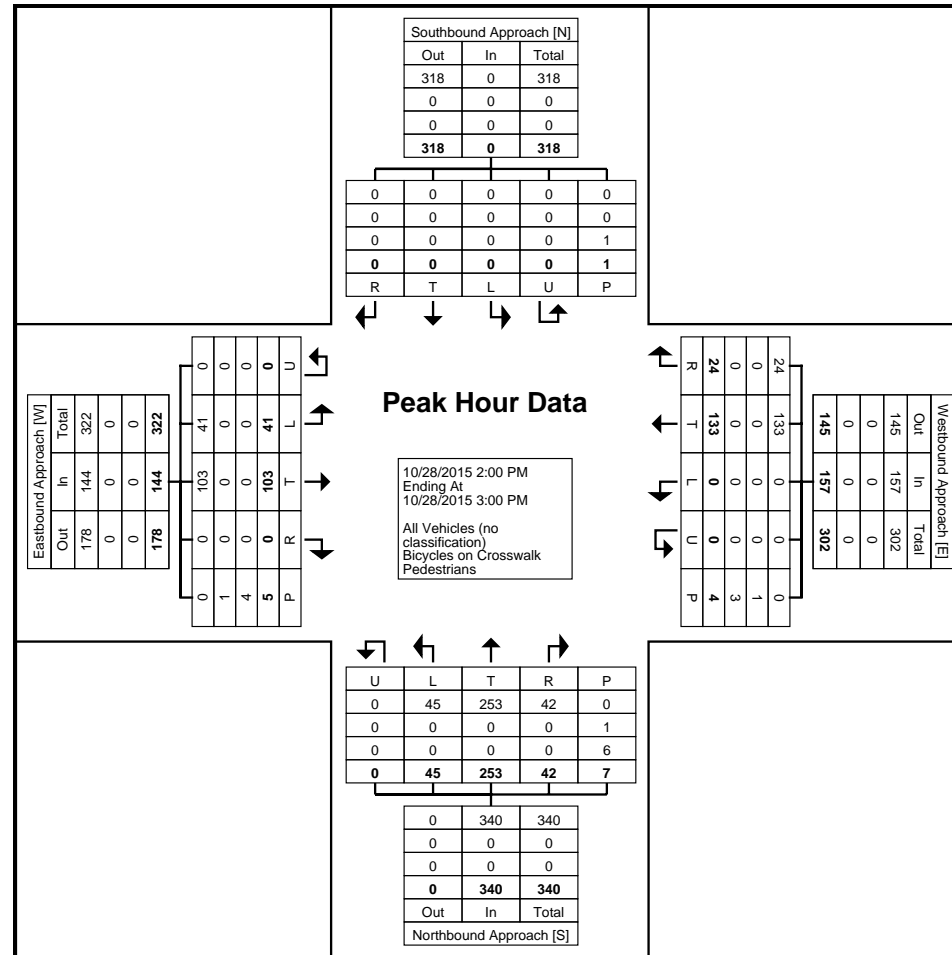 Southbound Approach [N]
Out In Total
318 0 318
0 0 0
0 0 0
318 0 318
0 0 0 0 0
0 0 0 0 0
0 0 0 0 1
0 0 0 0 1
R T L U P
Eastbound Approach [W]
Total In Out
322 144 178
0 0 0
0 0 0
322 144 178
0 41 103 0 0
0 0 0 0 1
0 0 0 0 4
0 41 103 0 5
U L T R P
Peak Hour Data
10/28/2015 2:00 PM
Ending At
10/28/2015 3:00 PM
All Vehicles (no
classification)
Bicycles on Crosswalk
Pedestrians
Westbound Approach [E]
Out In Total
145 157 302
0 0 0
0 0 0
145 157 302
24 133 0 0 0
0 0 0 0 1
0 0 0 0 3
24 133 0 0 4
R T L U P
U L T R P
0 45 253 42 0
0 0 0 0 1
0 0 0 0 6
0 45 253 42 7
0 340 340
0 0 0
0 0 0
0 340 340
Out In Total
Northbound Approach [S]